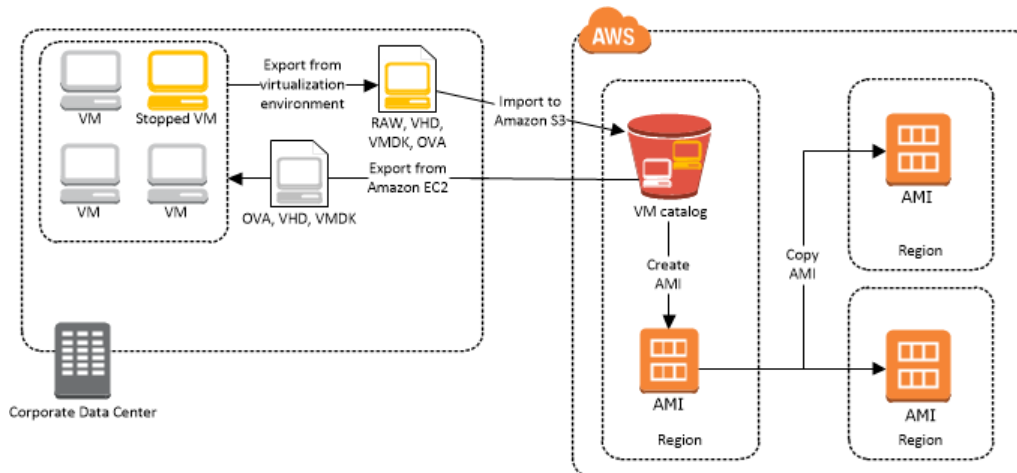 AWS
Export from
virtualization
environment
VM
Stopped VM
RAW, VHD,
VMDK, OVA
Import to
Amazon S3
VM
VM
OVA, VHD, VMDK
Export from
Amazon EC2
VM catalog
Create
AMI
AMI
Region
Copy
AMI
AMI
Region
AMI
Region
Corporate Data Center